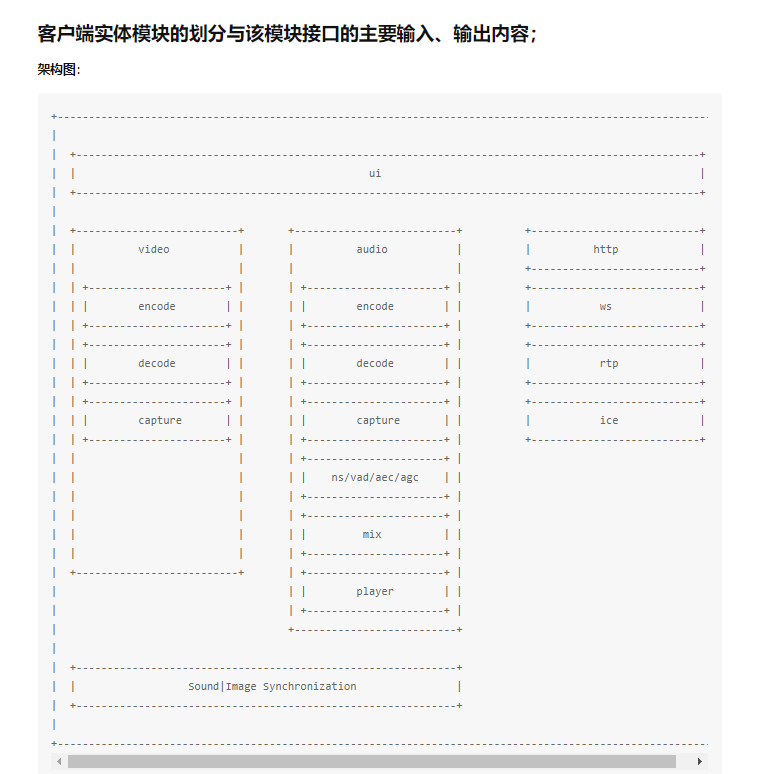 客户端实体模块的划分与该模块接口的主要输入、输出内容；
架构图：
ui
video audio http
encode encode ws
decode decode rtp
capture capture ice
ns/vad/aec/agc
mix
player
Sound|Image Synchronization